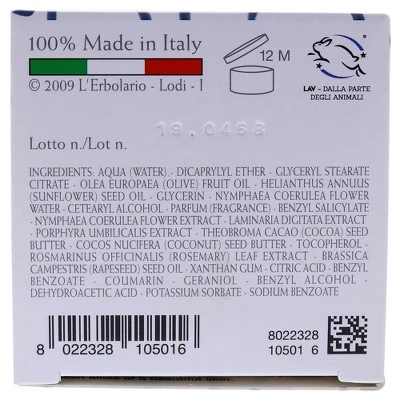 100% Made in Italy
12 M
© 2009 L'Erbolario - Lodi - I
LAV - DALLA PARTE
DEGLI ANIMALI
19.0468
Lotto n./Lot n.
INGREDIENTS: AQUA (WATER) - DICAPRYLYL ETHER - GLYCERYL STEARATE
CITRATE - OLEA EUROPAEA (OLIVE) FRUIT OIL - HELIANTHUS ANNUUS
(SUNFLOWER) SEED OIL - GLYCERIN - NYMPHAEA COERULEA FLOWER
WATER - CETEARYL ALCOHOL - PARFUM (FRAGRANCE) - BENZYL SALICYLATE
- NYMPHAEA COERULEA FLOWER EXTRACT - LAMINARIA DIGITATA EXTRACT
- PORPHYRA UMBILICALIS EXTRACT - THEOBROMA CACAO (COCOA) SEED
BUTTER - COCOS NUCIFERA (COCONUT) SEED BUTTER - TOCOPHEROL -
ROSMARINUS OFFICINALIS (ROSEMARY) LEAF EXTRACT - BRASSICA
CAMPESTRIS (RAPESEED) SEED OIL - XANTHAN GUM - CITRIC ACID - BENZYL
BENZOATE - COUMARIN - GERANIOL - BENZYL ALCOHOL -
DEHYDROACETIC ACID - POTASSIUM SORBATE - SODIUM BENZOATE
8 022328 105016
8022328
10501 6